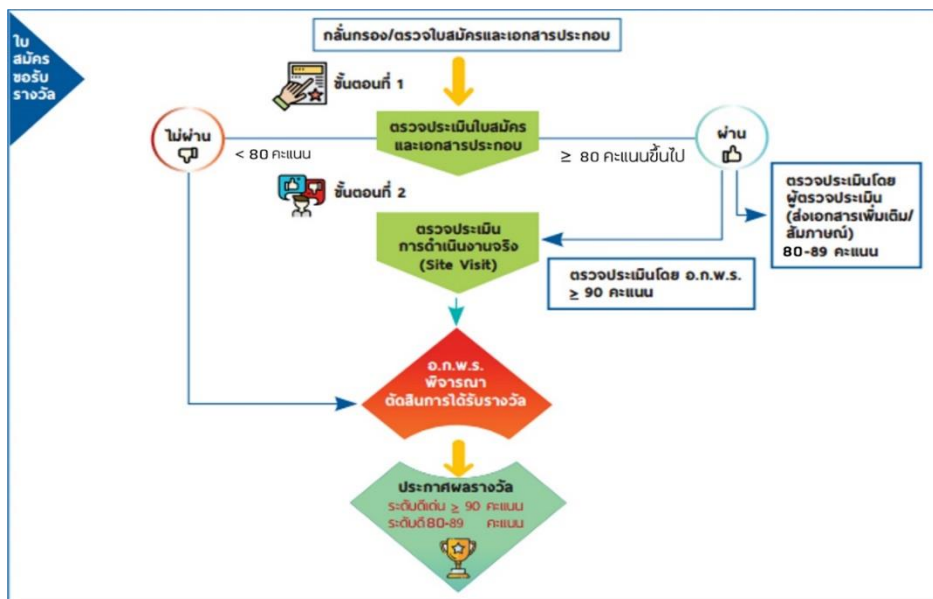 ใบ
สมัคร
ขอรับ
รางวัล
กลั่นกรอง/ตรวจใบสมัครและเอกสารประกอบ
ขั้นตอนที่ 1
ตรวจประเมินใบสมัคร
และเอกสารประกอบ
ไม่ผ่าน
< 80 คะแนน
≥ 80 คะแนนขึ้นไป
ผ่าน
ขั้นตอนที่ 2
ตรวจประเมิน
การดำเนินงานจริง
(Site Visit)
ตรวจประเมินโดย
ผู้ตรวจประเมิน
(ส่งเอกสารเพิ่มเติม/
สัมภาษณ์)
80-89 คะแนน
ตรวจประเมินโดย อ.ก.พ.ร.
≥ 90 คะแนน
อ.ก.พ.ร.
พิจารณา
ตัดสินการได้รับรางวัล
ประกาศผลรางวัล
ระดับดีเด่น ≥ 90 คะแนน
ระดับดี 80-89 คะแนน